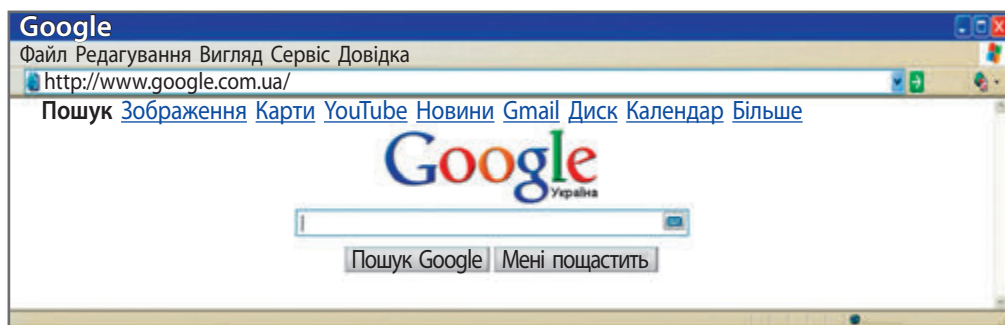 Google
Файл Редагування Вигляд Сервіс Довідка
http://www.google.com.ua/
Пошук Зображення Карти YouTube Новини Gmail Диск Календар Більше
Google
Україна
Пошук Google Мені пощастить